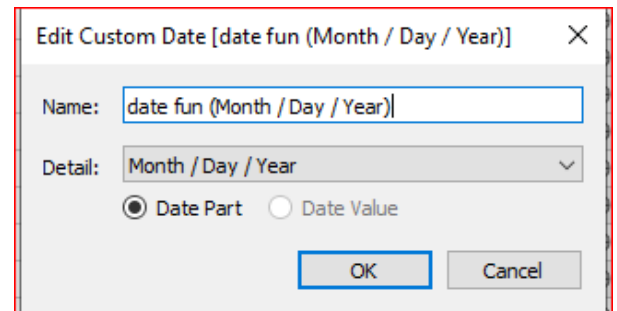 Edit Custom Date [date fun (Month / Day / Year)]
Name: date fun (Month / Day / Year)
Detail: Month / Day / Year
Date Part Date Value
OK Cancel